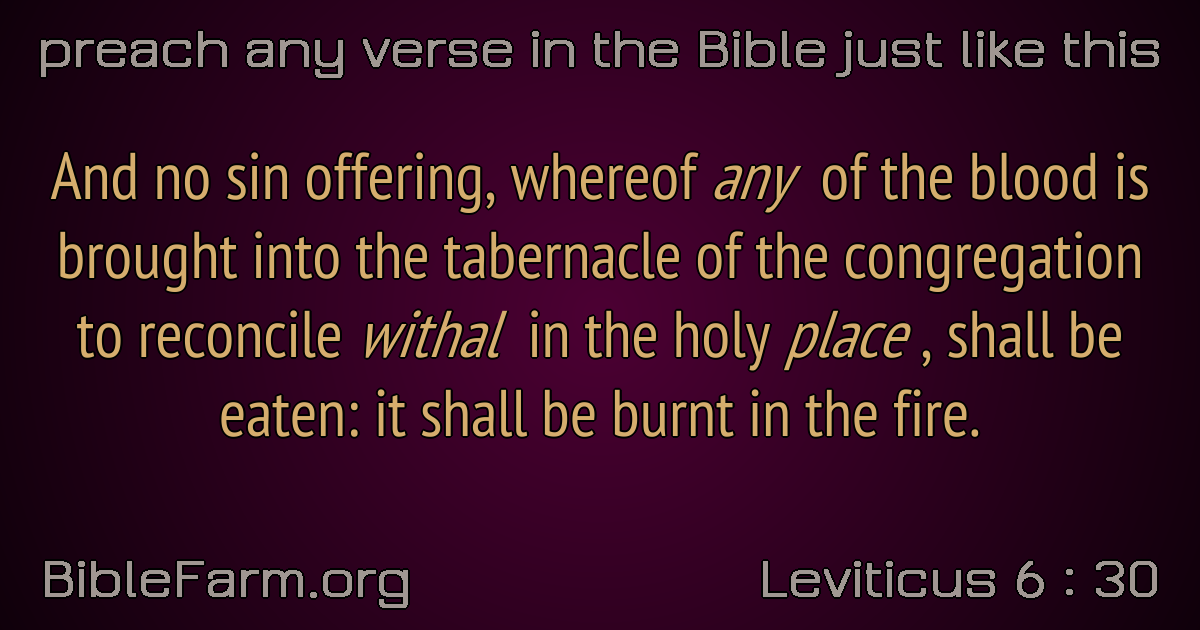 preach any verse in the Bible just like this
And no sin offering, whereof any of the blood is
brought into the tabernacle of the congregation
to reconcile withal in the holy place , shall be
eaten: it shall be burnt in the fire.
BibleFarm.org
Leviticus 6 : 30